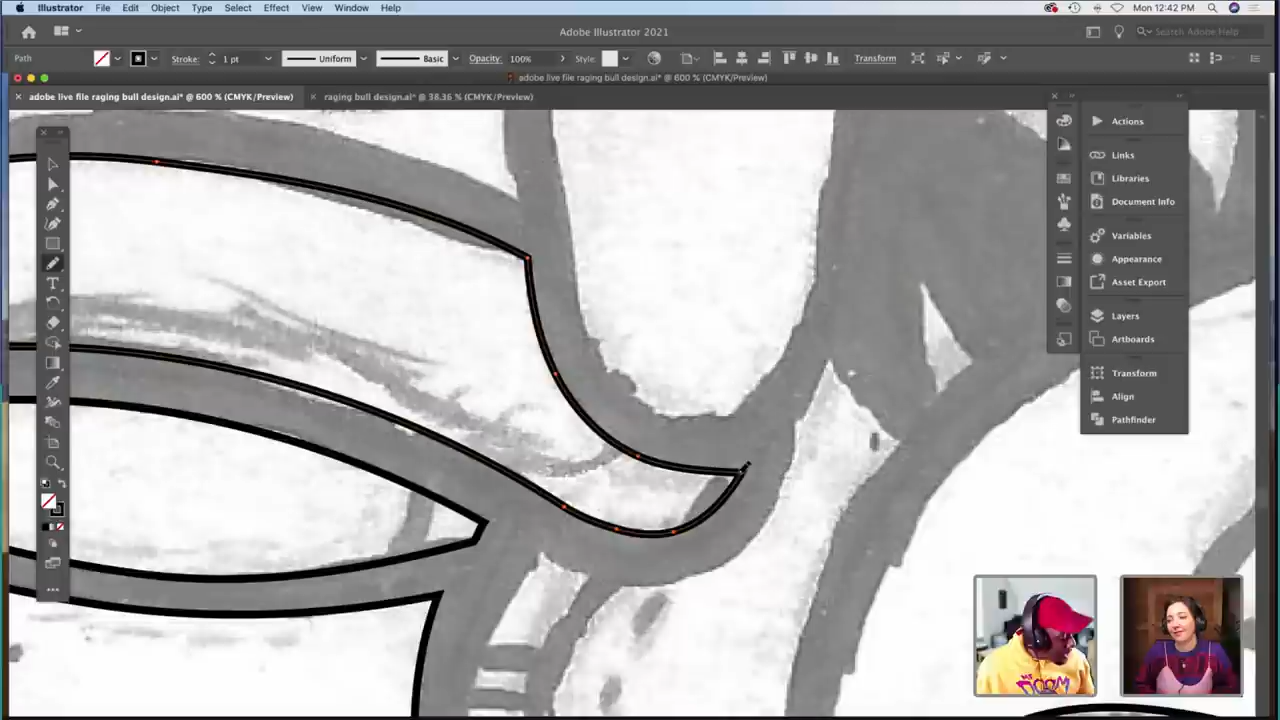 Illustrator File Edit Object Type Select Effect View Window Help Mon 12:42 PM
Adobe Illustrator 2021 Search Adobe Help
Path Stroke: 1 pt Uniform Basic Opacity: 100% Style: Transform
adobe live file raging bull design.ai* @ 600 % (CMYK/Preview)
adobe live file raging bull design.ai* @ 600 % (CMYK/Preview) raging bull design.ai* @ 38.36 % (CMYK/Preview)
Actions
Links
Libraries
Document Info
Variables
Appearance
Asset Export
Layers
Artboards
Transform
Align
Pathfinder
DOOM